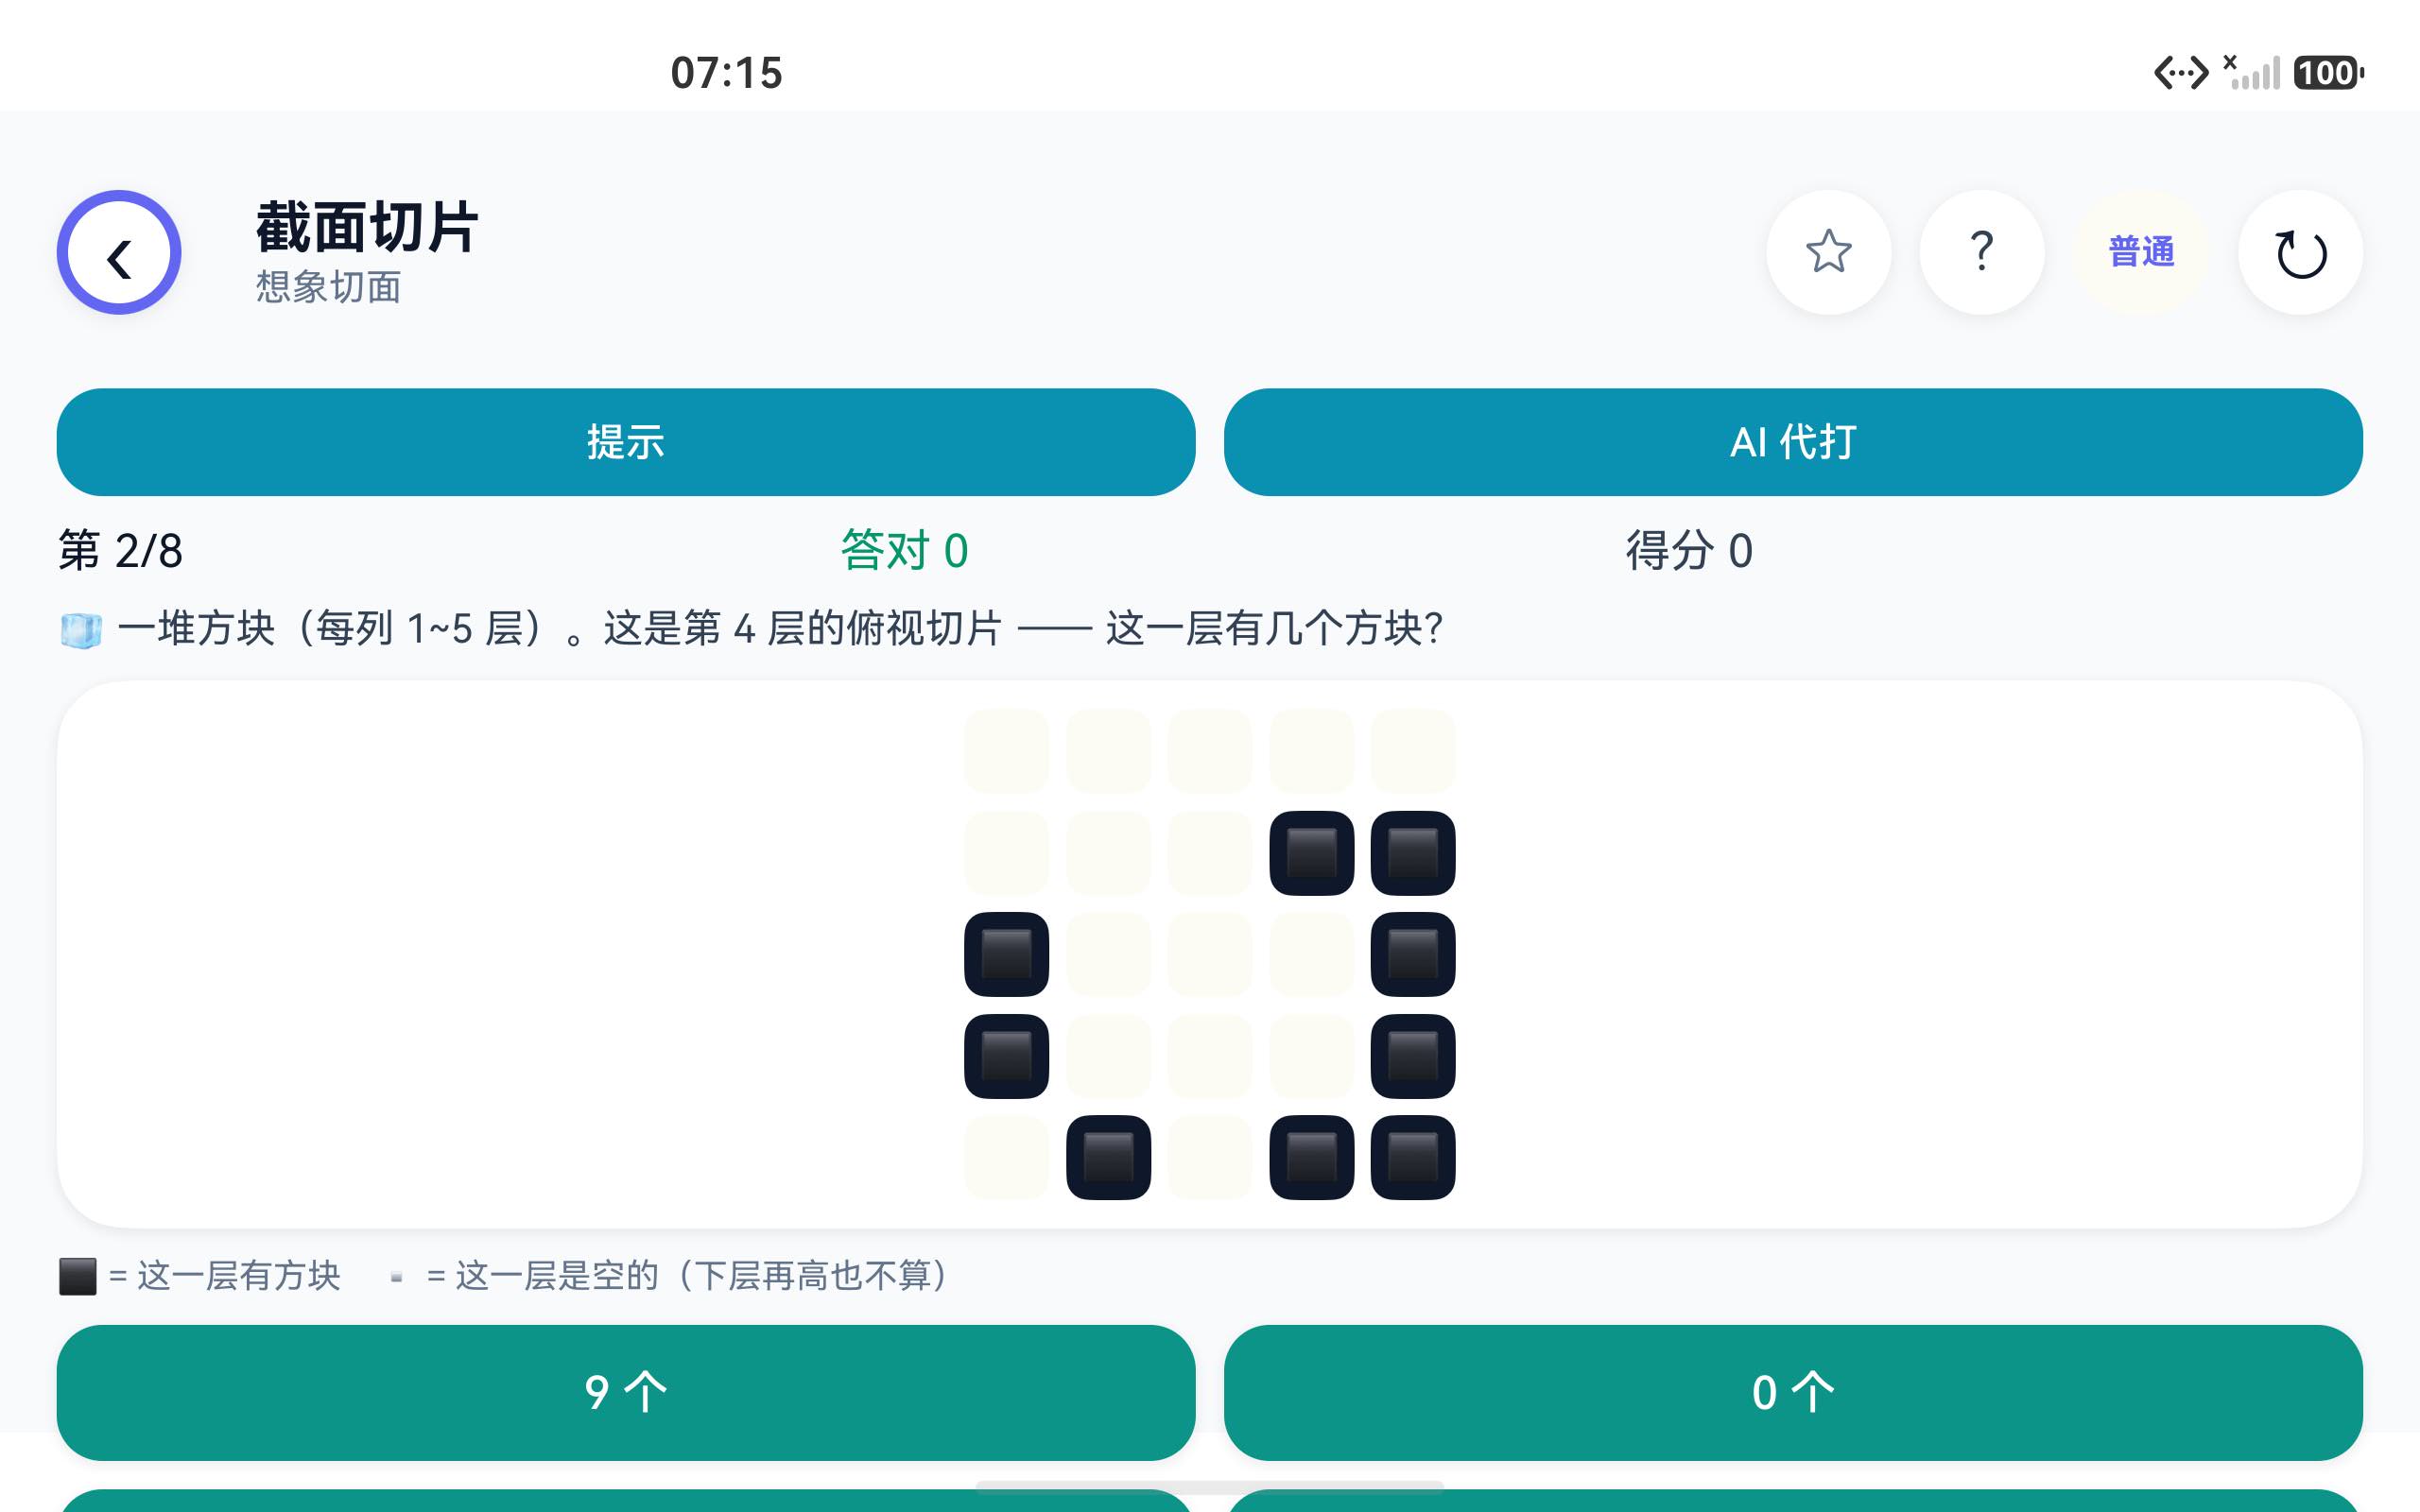 07:15
100
截面切片
想象切面
?
普通
提示
AI 代打
第 2/8
答对 0
得分 0
一堆方块（每列 1~5 层）。这是第 4 层的俯视切片 —— 这一层有几个方块？
= 这一层有方块 = 这一层是空的（下层再高也不算）
9 个
0 个